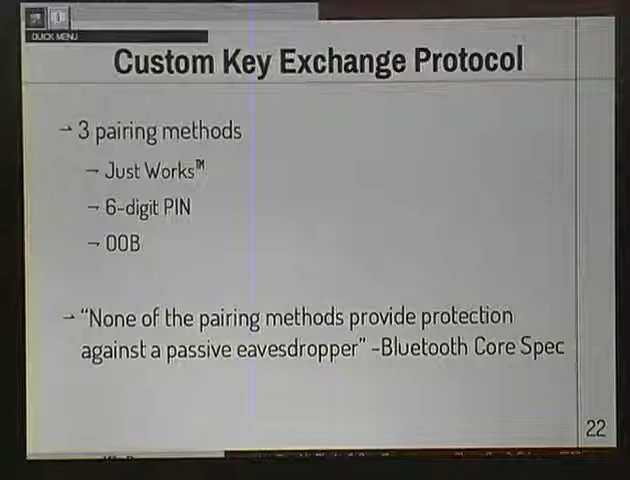 QUICK MENU
Custom Key Exchange Protocol
→ 3 pairing methods
→ Just Works™
→ 6-digit PIN
→ OOB
→ “None of the pairing methods provide protection
against a passive eavesdropper” -Bluetooth Core Spec
22